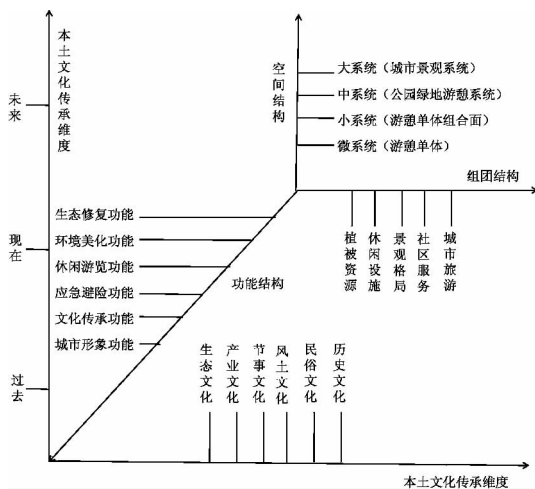 本土文化传承维度
未来
现在
过去
空间结构
大系统（城市景观系统）
中系统（公园绿地游憩系统）
小系统（游憩单体组合面）
微系统（游憩单体）
组团结构
植被资源
休闲设施
景观格局
社区服务
城市旅游
生态修复功能
环境美化功能
休闲游览功能
应急避险功能
文化传承功能
城市形象功能
功能结构
生态文化
产业文化
节事文化
风土文化
民俗文化
历史文化
本土文化传承维度